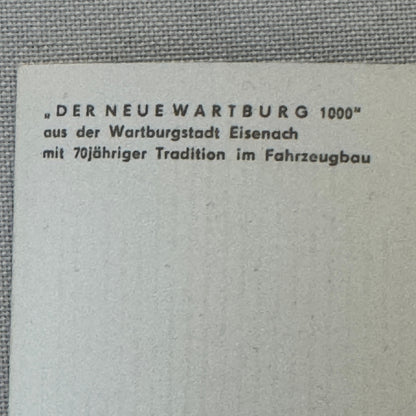 „DER NEUE WARTBURG 1000“
aus der Wartburgstadt Eisenach
mit 70jähriger Tradition im Fahrzeugbau